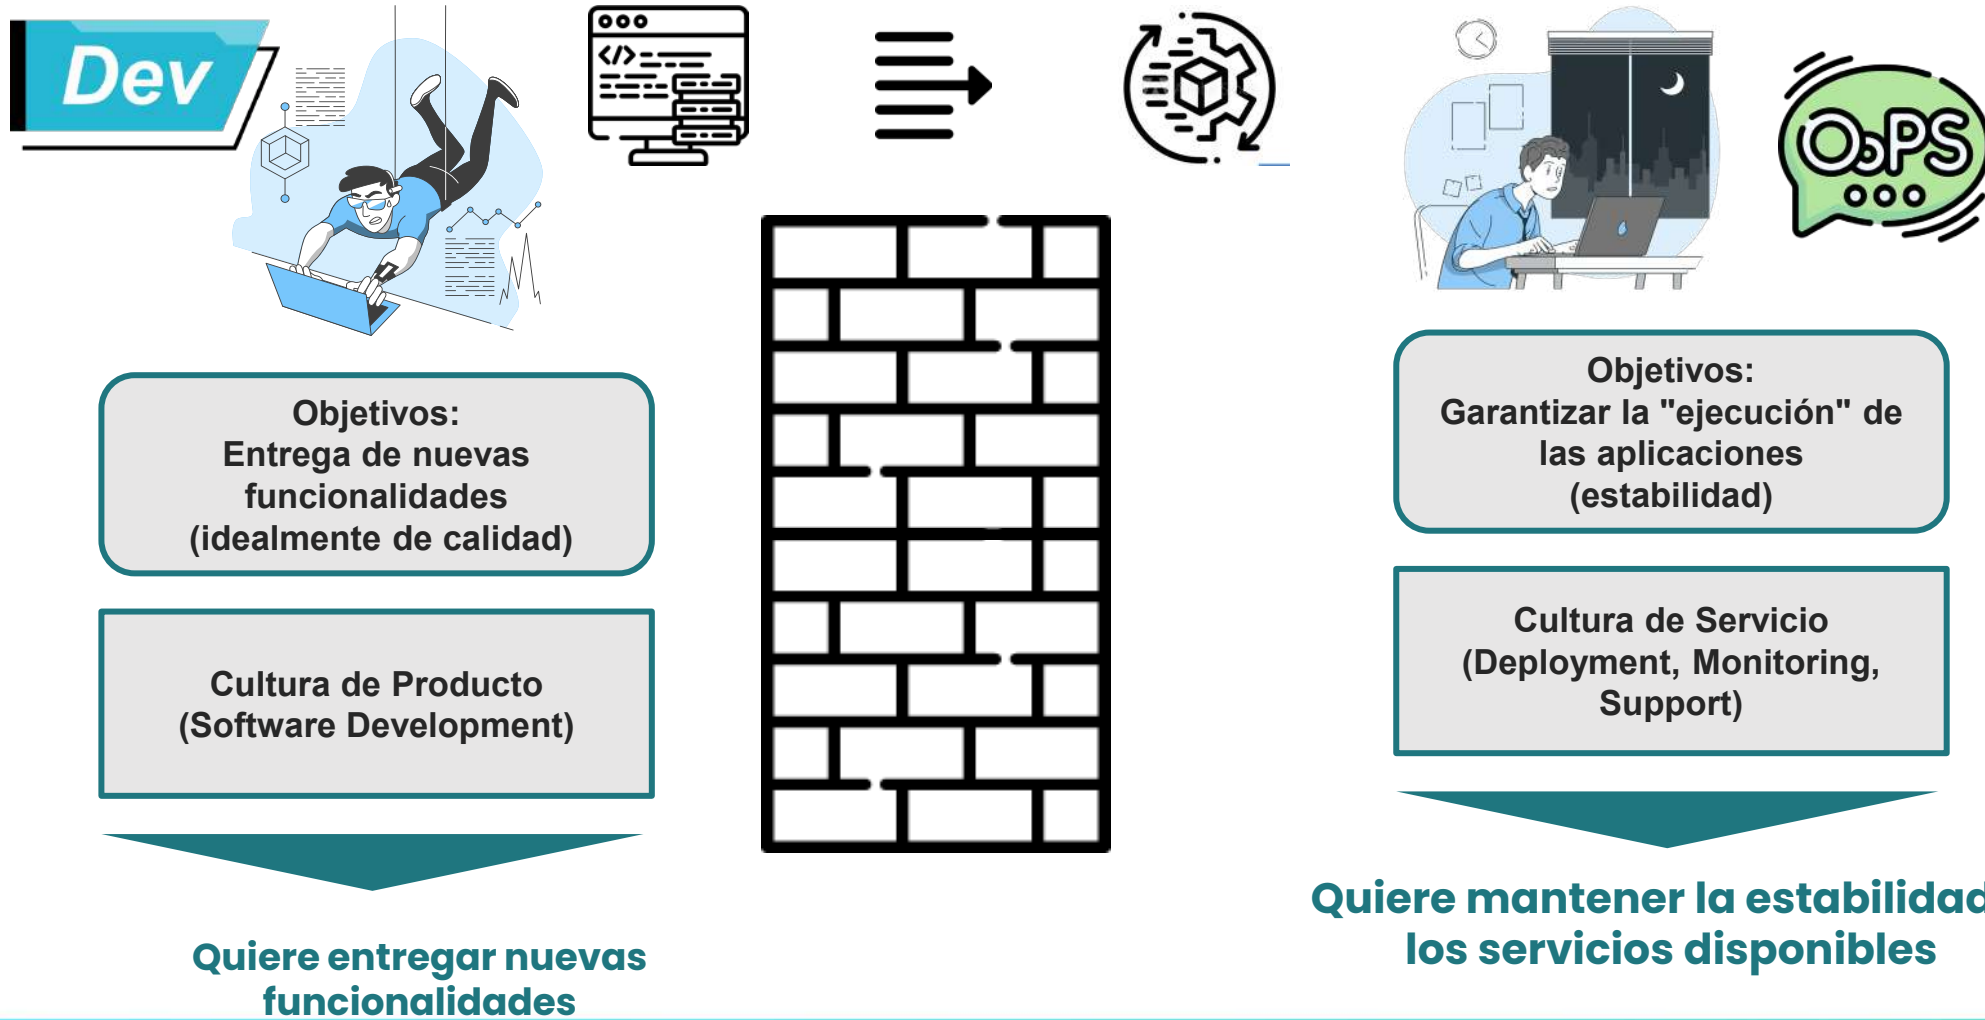 Dev
</>
OoPS
Objetivos:
Entrega de nuevas
funcionalidades
(idealmente de calidad)
Cultura de Producto
(Software Development)
Quiere entregar nuevas
funcionalidades
Objetivos:
Garantizar la "ejecución" de
las aplicaciones
(estabilidad)
Cultura de Servicio
(Deployment, Monitoring,
Support)
Quiere mantener la estabilidad
los servicios disponibles